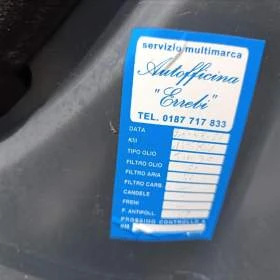 servizio multimarca
Autofficina
"Errebi"
TEL. 0187 717 833
DATA
KM
TIPO OLIO
FILTRO OLIO
FILTRO ARIA
FILTRO CARB.
CANDELE
FRENI
P. ANTIPOLL.
PROSSIMO CONTROLLO A
KM